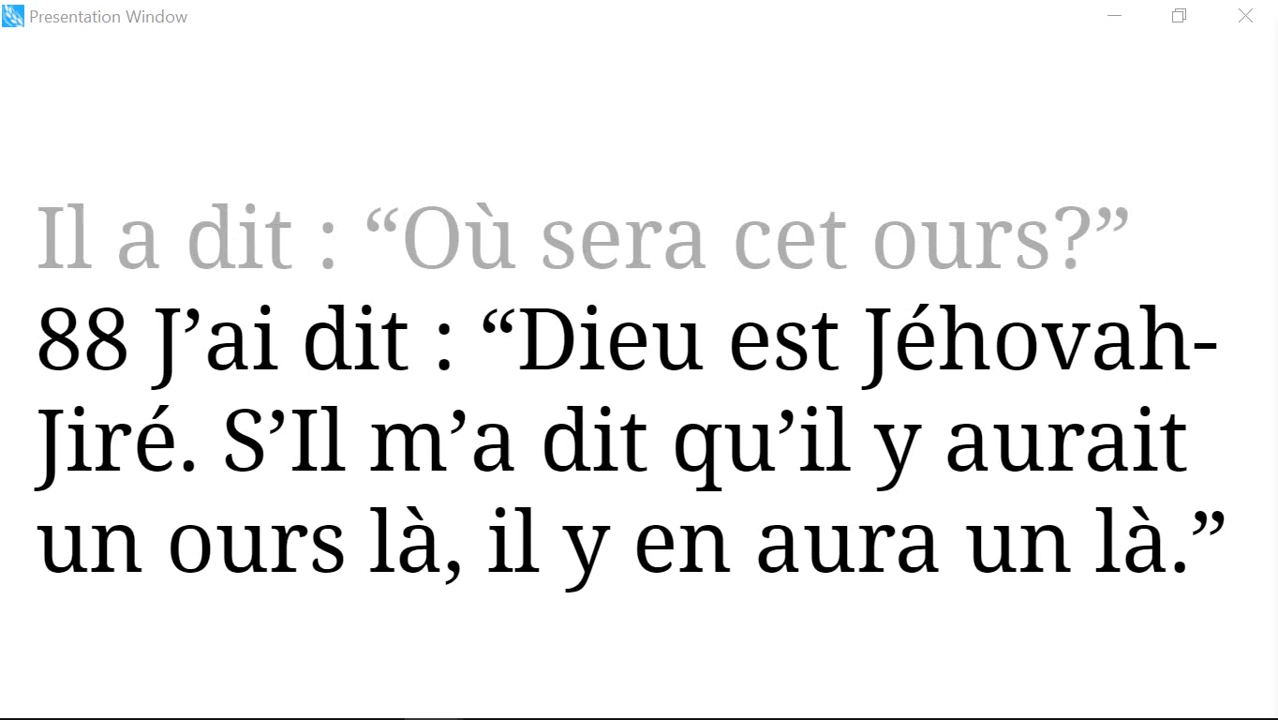 Presentation Window
Il a dit : “Où sera cet ours?”
88 J’ai dit : “Dieu est Jéhovah-
Jiré. S’Il m’a dit qu’il y aurait
un ours là, il y en aura un là.”